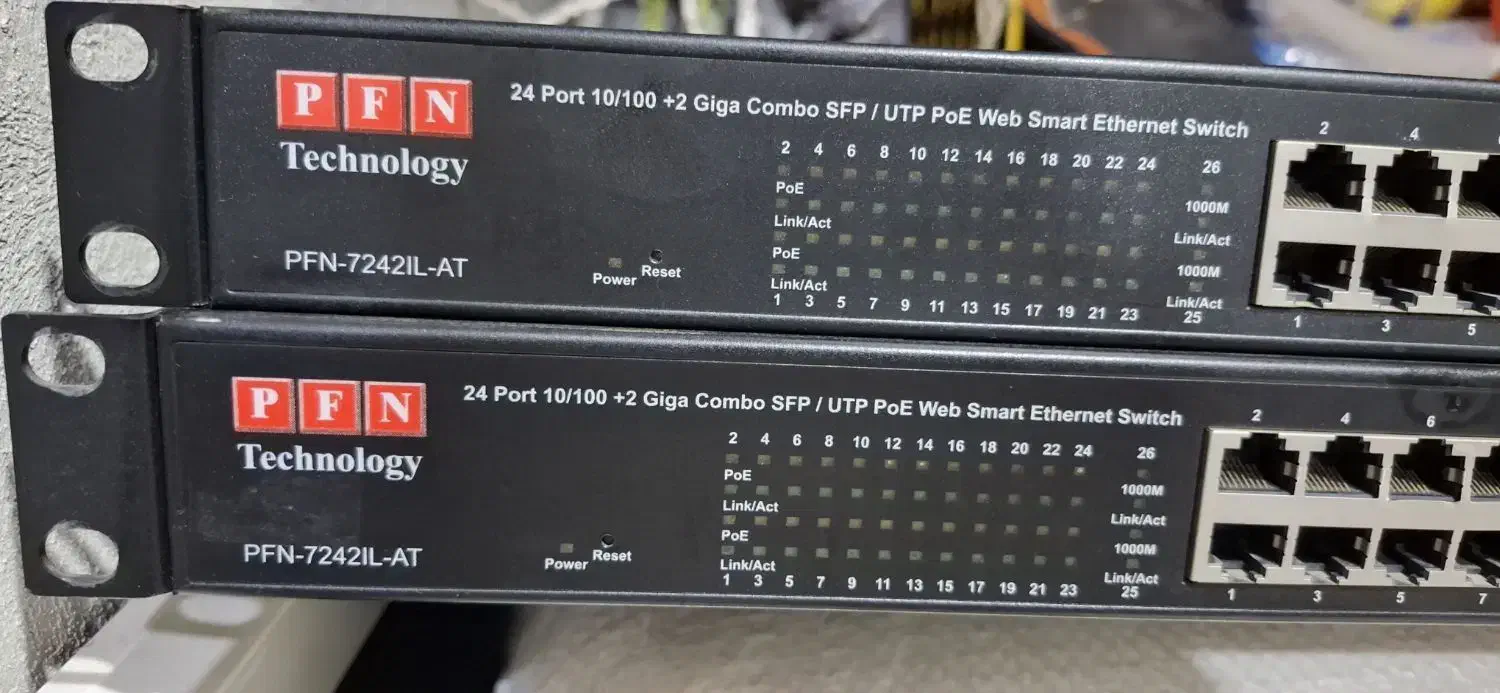 PFN
Technology
24 Port 10/100 +2 Giga Combo SFP / UTP PoE Web Smart Ethernet Switch
2 4 6 8 10 12 14 16 18 20 22 24 26
PoE
1000M
Link/Act
Link/Act
PoE
1000M
Link/Act
Link/Act
1 3 5 7 9 11 13 15 17 19 21 23 25
PFN-7242IL-AT
Power
Reset
2 4
1 3 5
PFN
Technology
24 Port 10/100 +2 Giga Combo SFP / UTP PoE Web Smart Ethernet Switch
2 4 6 8 10 12 14 16 18 20 22 24 26
PoE
1000M
Link/Act
Link/Act
PoE
1000M
Link/Act
Link/Act
1 3 5 7 9 11 13 15 17 19 21 23 25
PFN-7242IL-AT
Power
Reset
2 4 6
1 3 5 7